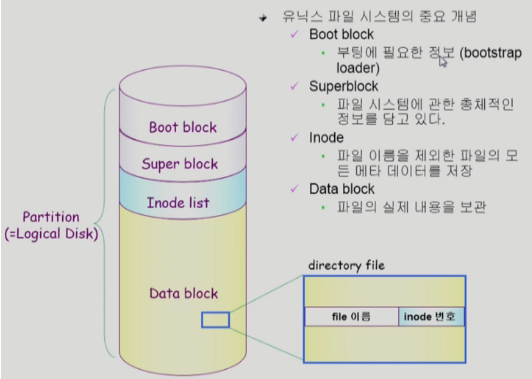 유닉스 파일 시스템의 중요 개념
Boot block
부팅에 필요한 정보 (bootstrap
loader)
Superblock
파일 시스템에 관한 총체적인
정보를 담고 있다.
Inode
파일 이름을 제외한 파일의 모
든 메타 데이터를 저장
Data block
파일의 실제 내용을 보관
Boot block
Super block
Inode list
Partition
(=Logical Disk)
Data block
directory file
file 이름
inode 번호